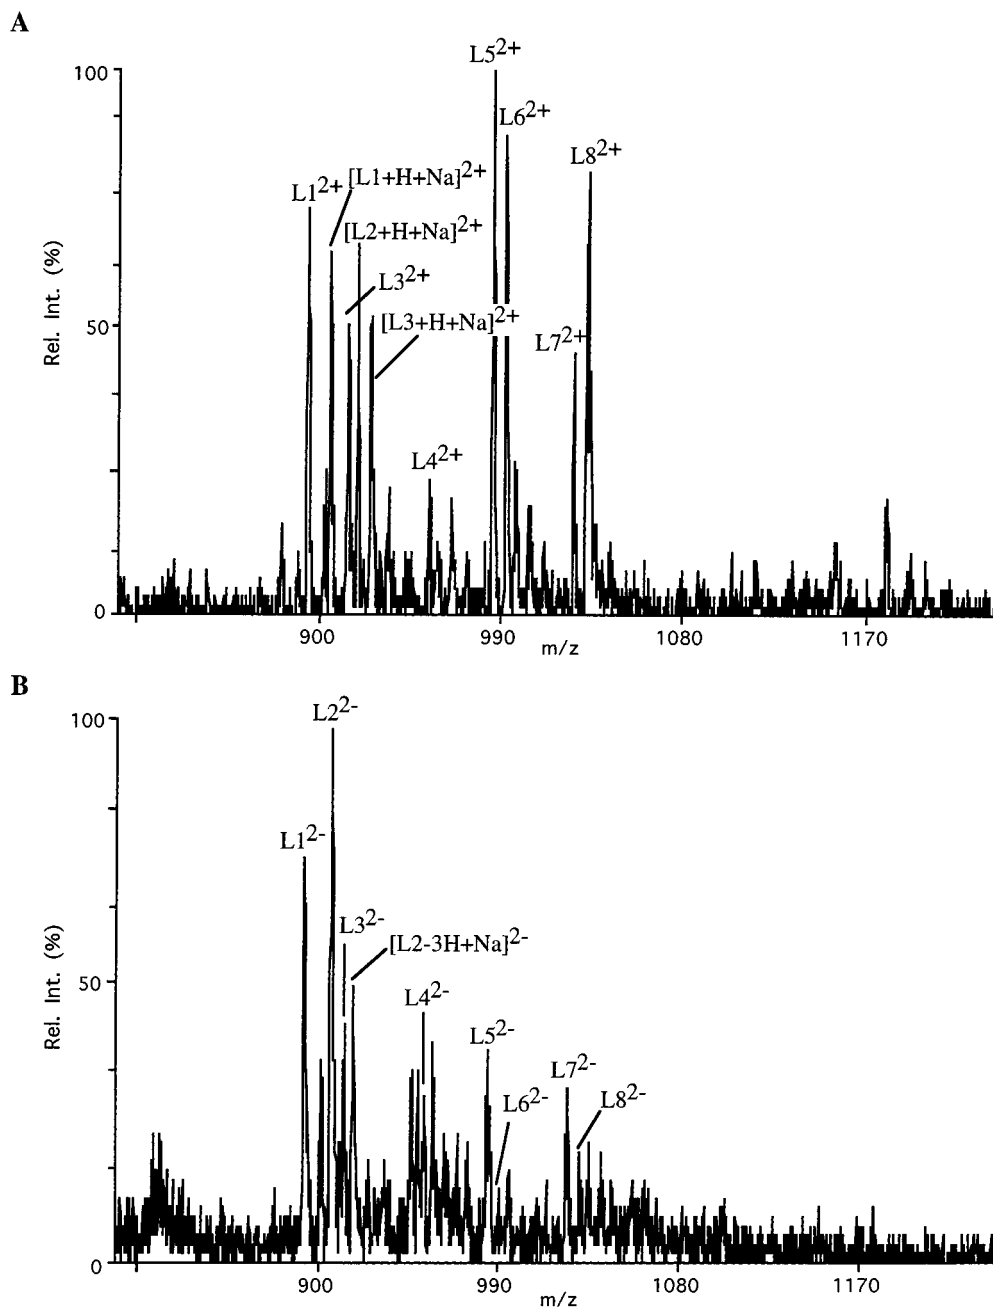 A
L5²⁺
100
L6²⁺
L8²⁺
[L1+H+Na]²⁺
L1²⁺
[L2+H+Na]²⁺
L3²⁺
[L3+H+Na]²⁺
50
L7²⁺
Rel. Int. (%)
L4²⁺
0
900 990 1080 1170
m/z
B
L2²⁻
100
L1²⁻
L3²⁻
[L2-3H+Na]²⁻
50
L4²⁻
Rel. Int. (%)
L5²⁻
L7²⁻
L6²⁻
L8²⁻
0
900 990 1080 1170
m/z